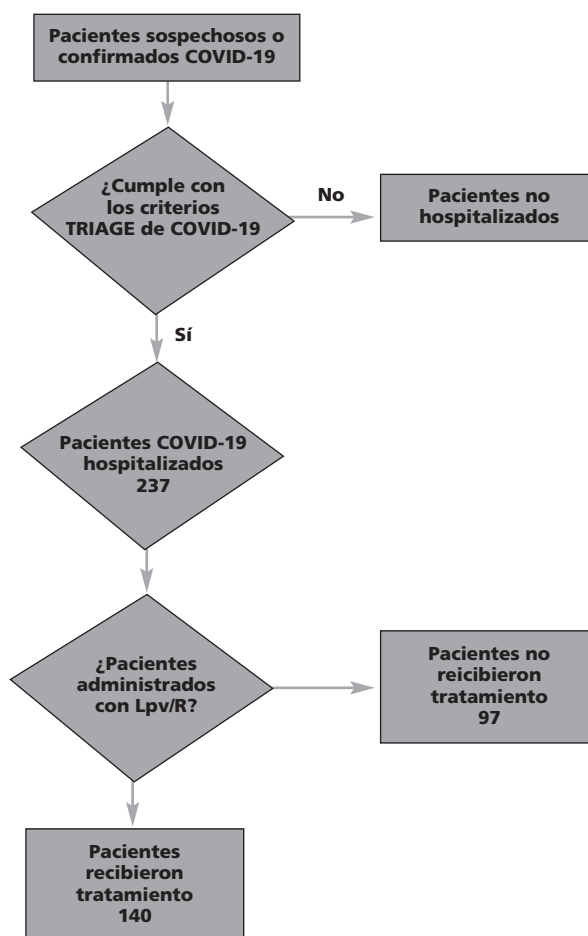 Pacientes sospechosos o
confirmados COVID-19
¿Cumple con
los criterios
TRIAGE de COVID-19
No
Pacientes no
hospitalizados
Sí
Pacientes COVID-19
hospitalizados
237
¿Pacientes
administrados
con Lpv/R?
Pacientes no
reicibieron
tratamiento
97
Pacientes
recibieron
tratamiento
140